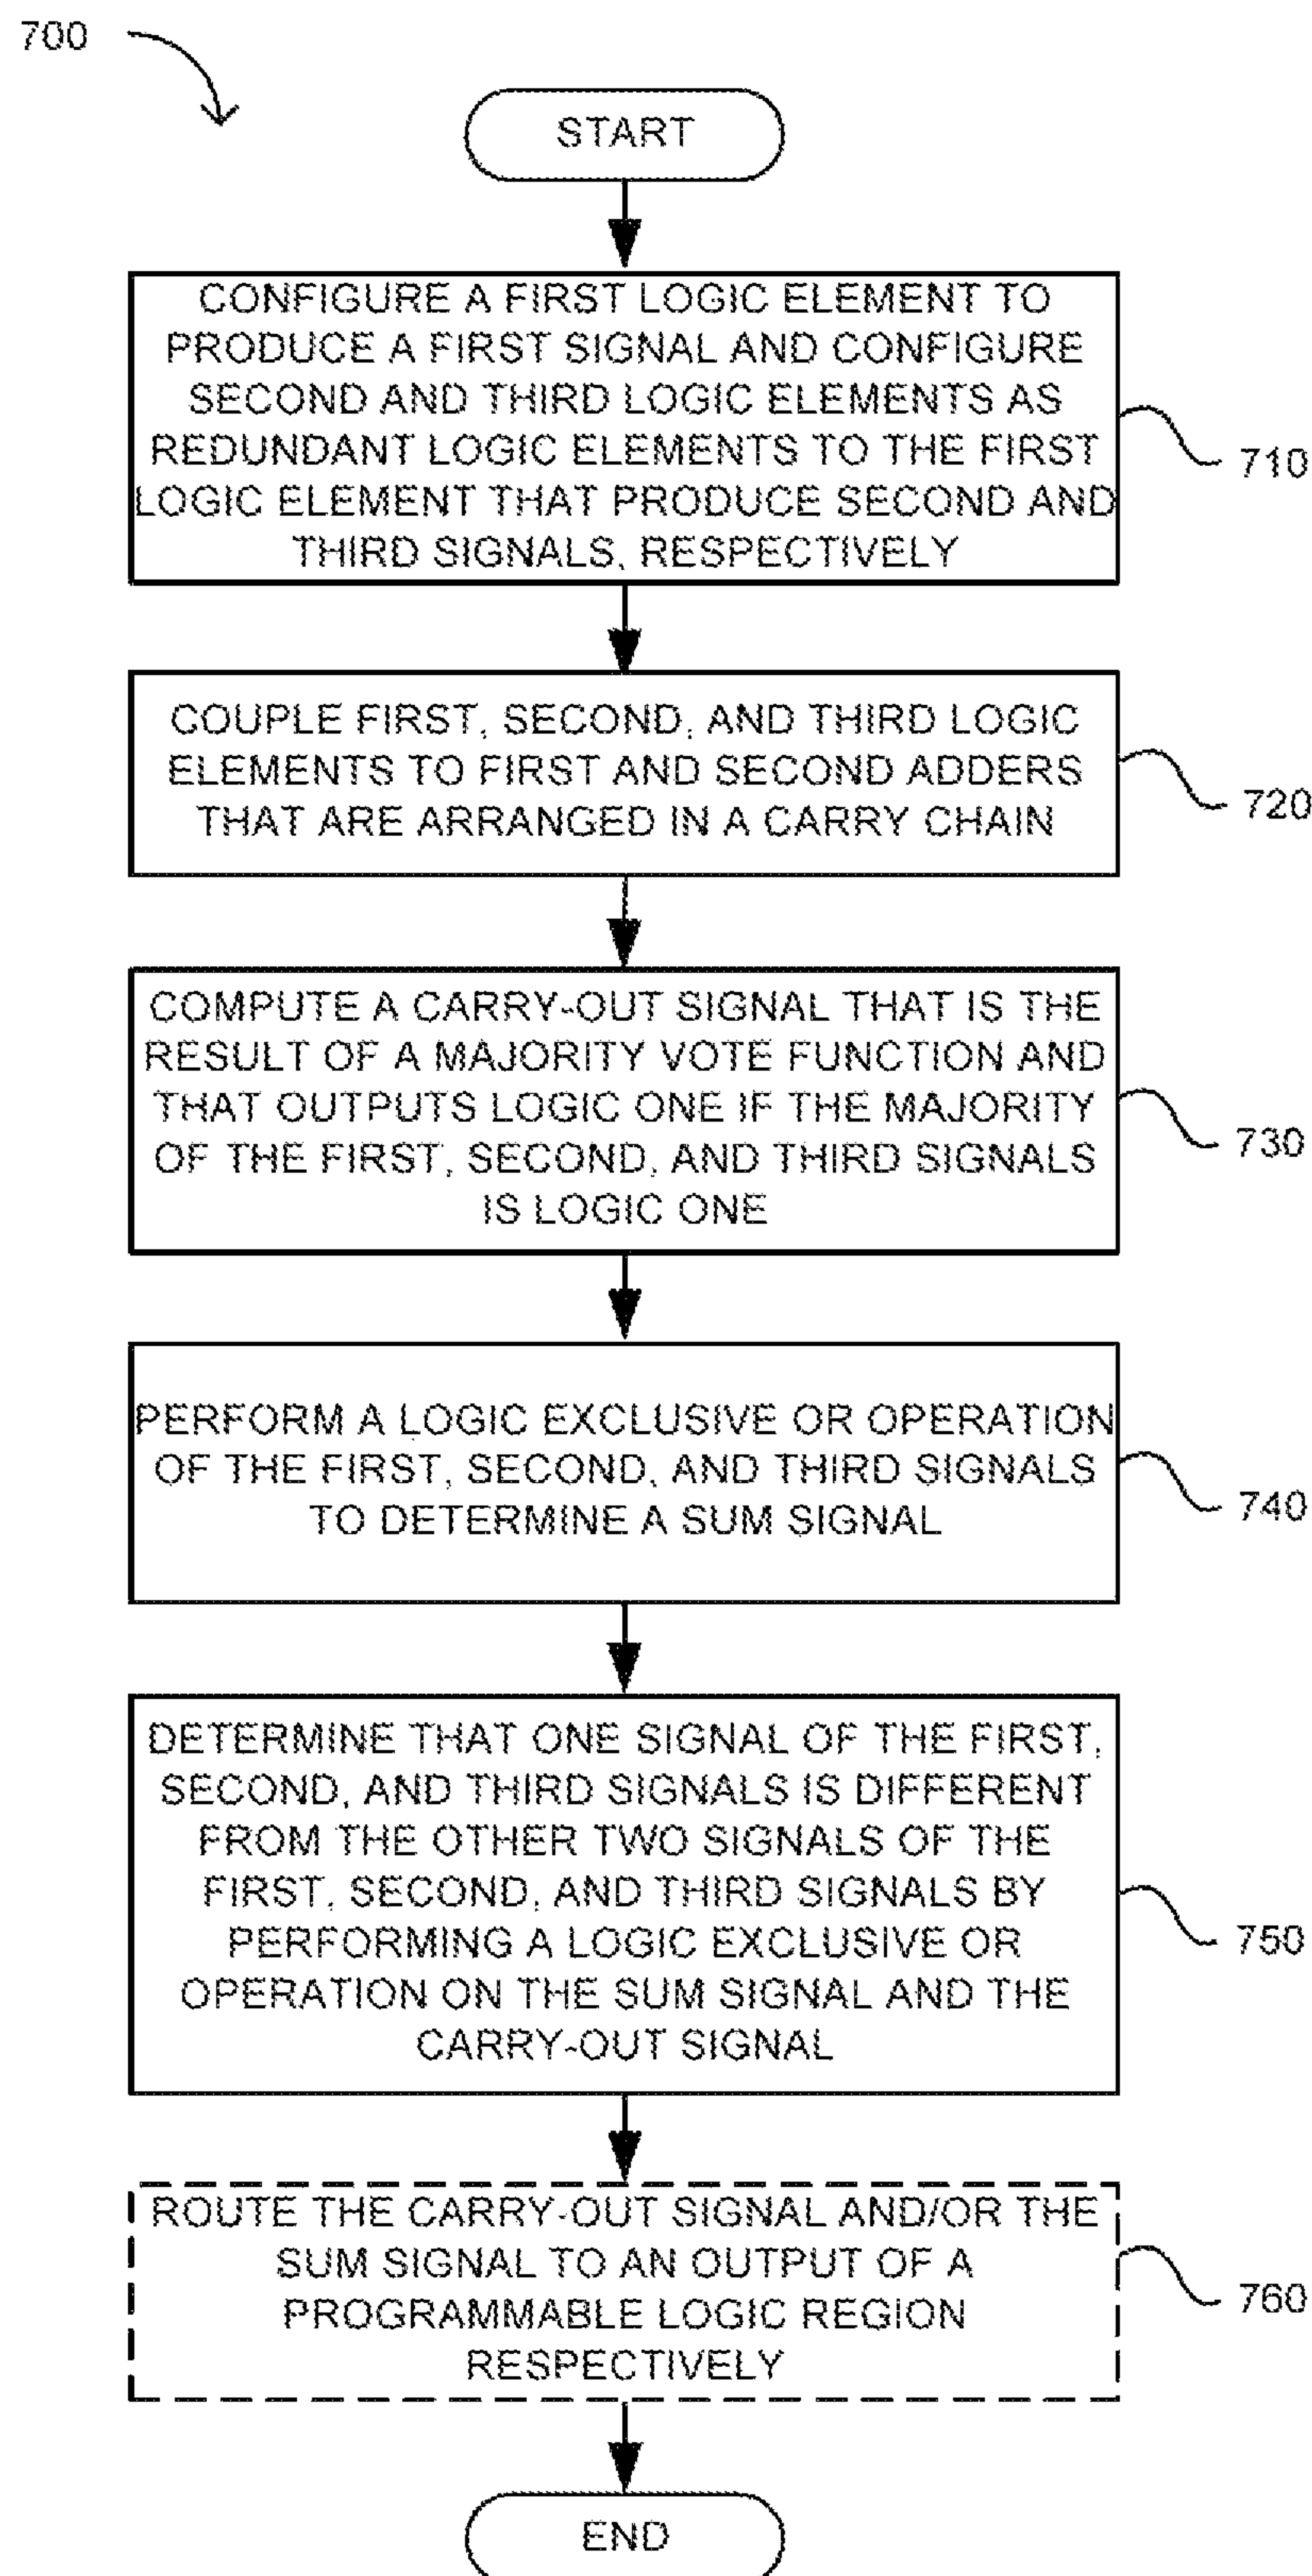 700
START
CONFIGURE A FIRST LOGIC ELEMENT TO
PRODUCE A FIRST SIGNAL AND CONFIGURE
SECOND AND THIRD LOGIC ELEMENTS AS
REDUNDANT LOGIC ELEMENTS TO THE FIRST
LOGIC ELEMENT THAT PRODUCE SECOND AND
THIRD SIGNALS, RESPECTIVELY
710
COUPLE FIRST, SECOND, AND THIRD LOGIC
ELEMENTS TO FIRST AND SECOND ADDERS
THAT ARE ARRANGED IN A CARRY CHAIN
720
COMPUTE A CARRY-OUT SIGNAL THAT IS THE
RESULT OF A MAJORITY VOTE FUNCTION AND
THAT OUTPUTS LOGIC ONE IF THE MAJORITY
OF THE FIRST, SECOND, AND THIRD SIGNALS
IS LOGIC ONE
730
PERFORM A LOGIC EXCLUSIVE OR OPERATION
OF THE FIRST, SECOND, AND THIRD SIGNALS
TO DETERMINE A SUM SIGNAL
740
DETERMINE THAT ONE SIGNAL OF THE FIRST,
SECOND, AND THIRD SIGNALS IS DIFFERENT
FROM THE OTHER TWO SIGNALS OF THE
FIRST, SECOND, AND THIRD SIGNALS BY
PERFORMING A LOGIC EXCLUSIVE OR
OPERATION ON THE SUM SIGNAL AND THE
CARRY-OUT SIGNAL
750
ROUTE THE CARRY-OUT SIGNAL AND/OR THE
SUM SIGNAL TO AN OUTPUT OF A
PROGRAMMABLE LOGIC REGION
RESPECTIVELY
760
END